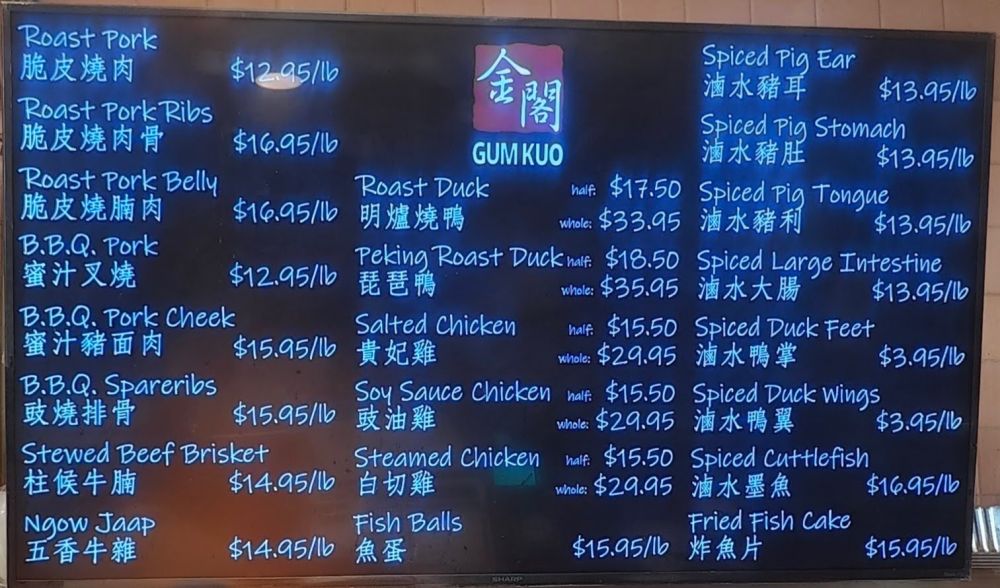 Roast Pork
脆皮燒肉 $12.95/lb
Roast Pork Ribs
脆皮燒肉骨 $16.95/lb
Roast Pork Belly
脆皮燒腩肉 $16.95/lb
B.B.Q. Pork
蜜汁叉燒 $12.95/lb
B.B.Q. Pork Cheek
蜜汁豬面肉 $15.95/lb
B.B.Q. Spareribs
豉燒排骨 $15.95/lb
Stewed Beef Brisket
柱候牛腩 $14.95/lb
Ngow Jaap
五香牛雜 $14.95/lb
金閣
GUM KUO
Roast Duck half: $17.50
明爐燒鴨 whole: $33.95
Peking Roast Duck half: $18.50
琵琶鴨 whole: $35.95
Salted Chicken half: $15.50
貴妃雞 whole: $29.95
Soy Sauce Chicken half: $15.50
豉油雞 whole: $29.95
Steamed Chicken half: $15.50
白切雞 whole: $29.95
Fish Balls
魚蛋 $15.95/lb
Spiced Pig Ear
滷水豬耳 $13.95/lb
Spiced Pig Stomach
滷水豬肚 $13.95/lb
Spiced Pig Tongue
滷水豬利 $13.95/lb
Spiced Large Intestine
滷水大腸 $13.95/lb
Spiced Duck Feet
滷水鴨掌 $3.95/lb
Spiced Duck Wings
滷水鴨翼 $3.95/lb
Spiced Cuttlefish
滷水墨魚 $16.95/lb
Fried Fish Cake
炸魚片 $15.95/lb
SHARP